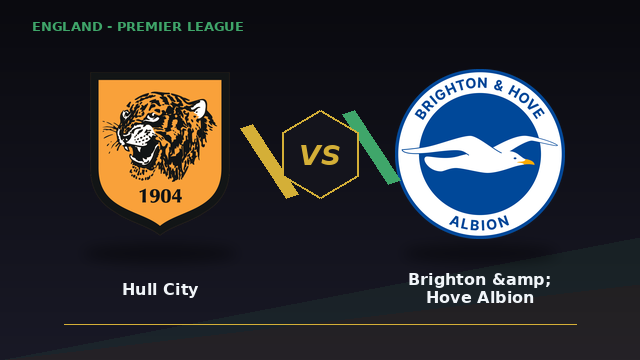 ENGLAND - PREMIER LEAGUE
1904
VS
BRIGHTON & HOVE
ALBION
Hull City
Brighton &amp;
Hove Albion